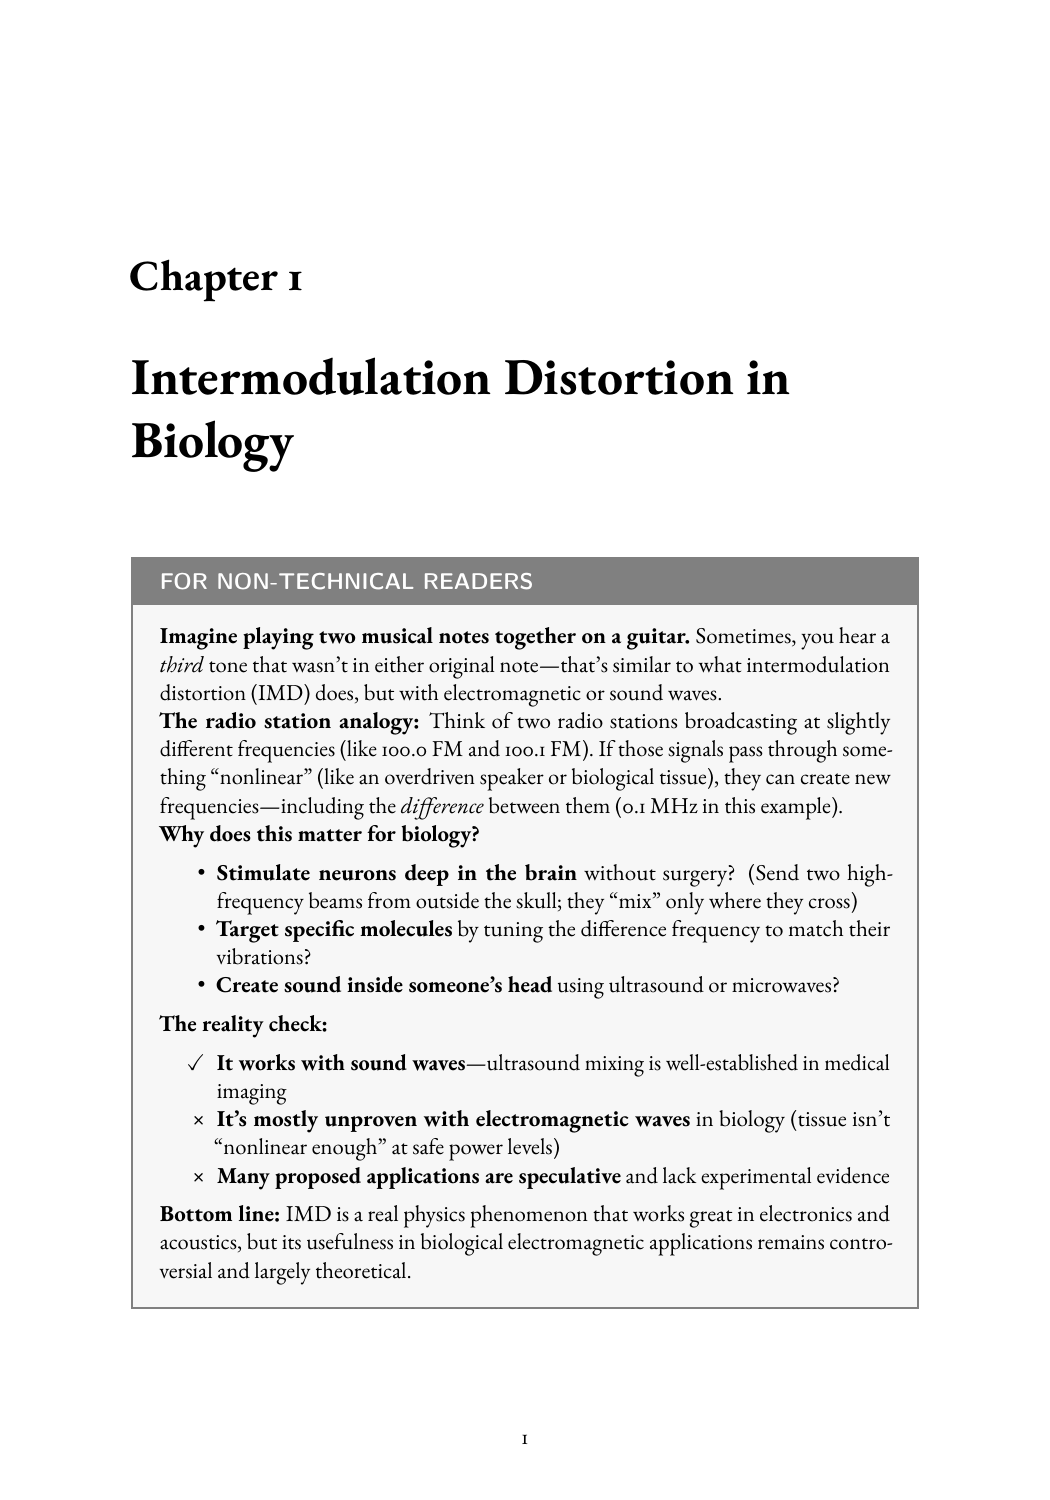 Chapter 1
Intermodulation Distortion in
Biology
FOR NON-TECHNICAL READERS
Imagine playing two musical notes together on a guitar. Sometimes, you hear a
third tone that wasn’t in either original note—that’s similar to what intermodulation
distortion (IMD) does, but with electromagnetic or sound waves.
The radio station analogy: Think of two radio stations broadcasting at slightly
different frequencies (like 100.0 FM and 100.1 FM). If those signals pass through some-
thing “nonlinear” (like an overdriven speaker or biological tissue), they can create new
frequencies—including the difference between them (0.1 MHz in this example).
Why does this matter for biology?
• Stimulate neurons deep in the brain without surgery? (Send two high-
frequency beams from outside the skull; they “mix” only where they cross)
• Target specific molecules by tuning the difference frequency to match their
vibrations?
• Create sound inside someone’s head using ultrasound or microwaves?
The reality check:
✓ It works with sound waves—ultrasound mixing is well-established in medical
imaging
× It’s mostly unproven with electromagnetic waves in biology (tissue isn’t
“nonlinear enough” at safe power levels)
× Many proposed applications are speculative and lack experimental evidence
Bottom line: IMD is a real physics phenomenon that works great in electronics and
acoustics, but its usefulness in biological electromagnetic applications remains contro-
versial and largely theoretical.
1